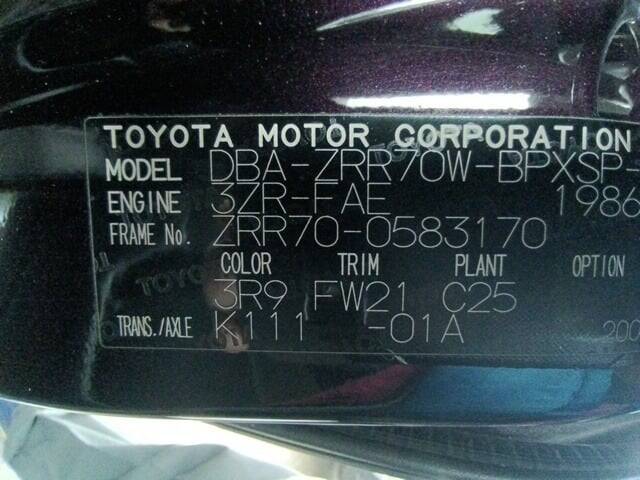 TOYOTA MOTOR CORPORATION
MODEL DBA-ZRR70W-BPXSP-
ENGINE 3ZR-FAE 1986
FRAME No. ZRR70-0583170
COLOR TRIM PLANT OPTION
3R9 FW21 C25
TRANS./AXLE K111 -01A 200